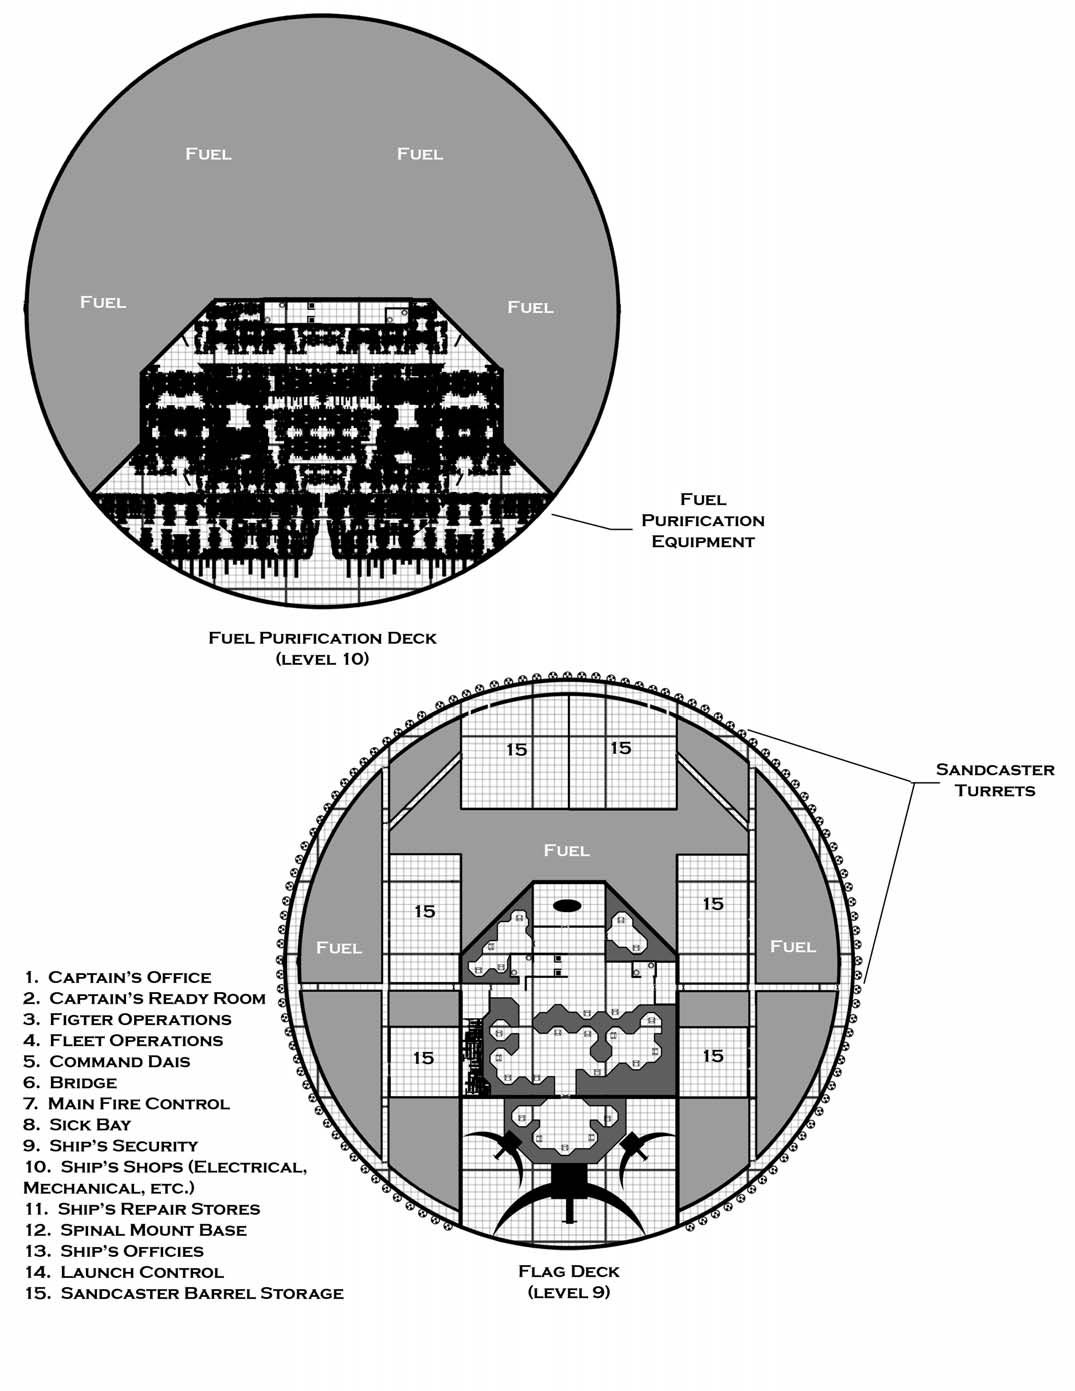 Fuel Fuel
Fuel Fuel
Fuel
Purification
Equipment
Fuel Purification Deck
(level 10)
15 15
Sandcaster
Turrets
Fuel
15 15
Fuel Fuel
1. Captain's Office
2. Captain's Ready Room
3. Figter Operations
4. Fleet Operations
5. Command Dais
6. Bridge
7. Main Fire Control
8. Sick Bay
9. Ship's Security
10. Ship's Shops (Electrical,
Mechanical, etc.)
11. Ship's Repair Stores
12. Spinal Mount Base
13. Ship's Officies
14. Launch Control
15. Sandcaster Barrel Storage
15 15
Flag Deck
(level 9)